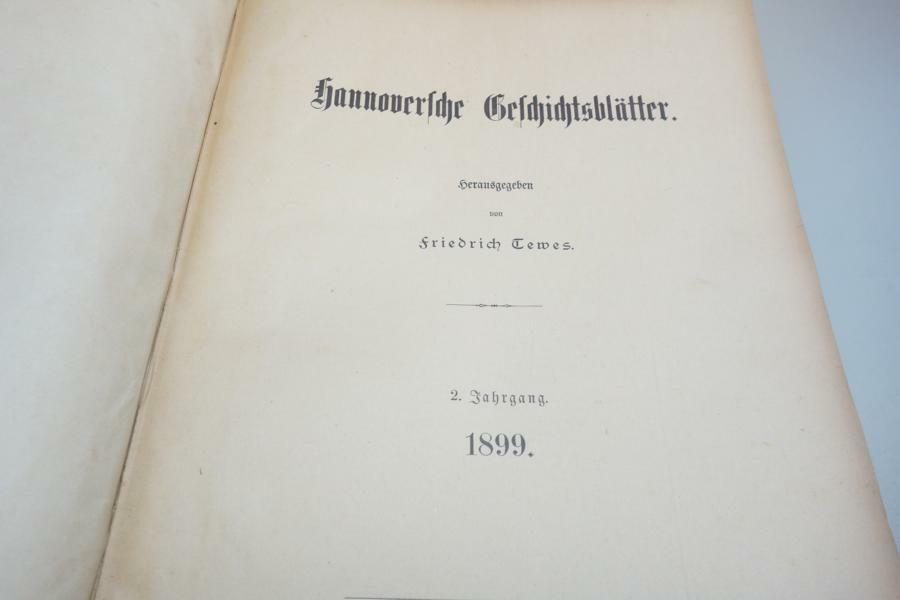 Hannoverſche Geſchichtsblätter.
Herausgegeben
von
Friedrich Tewes.
2. Jahrgang.
1899.